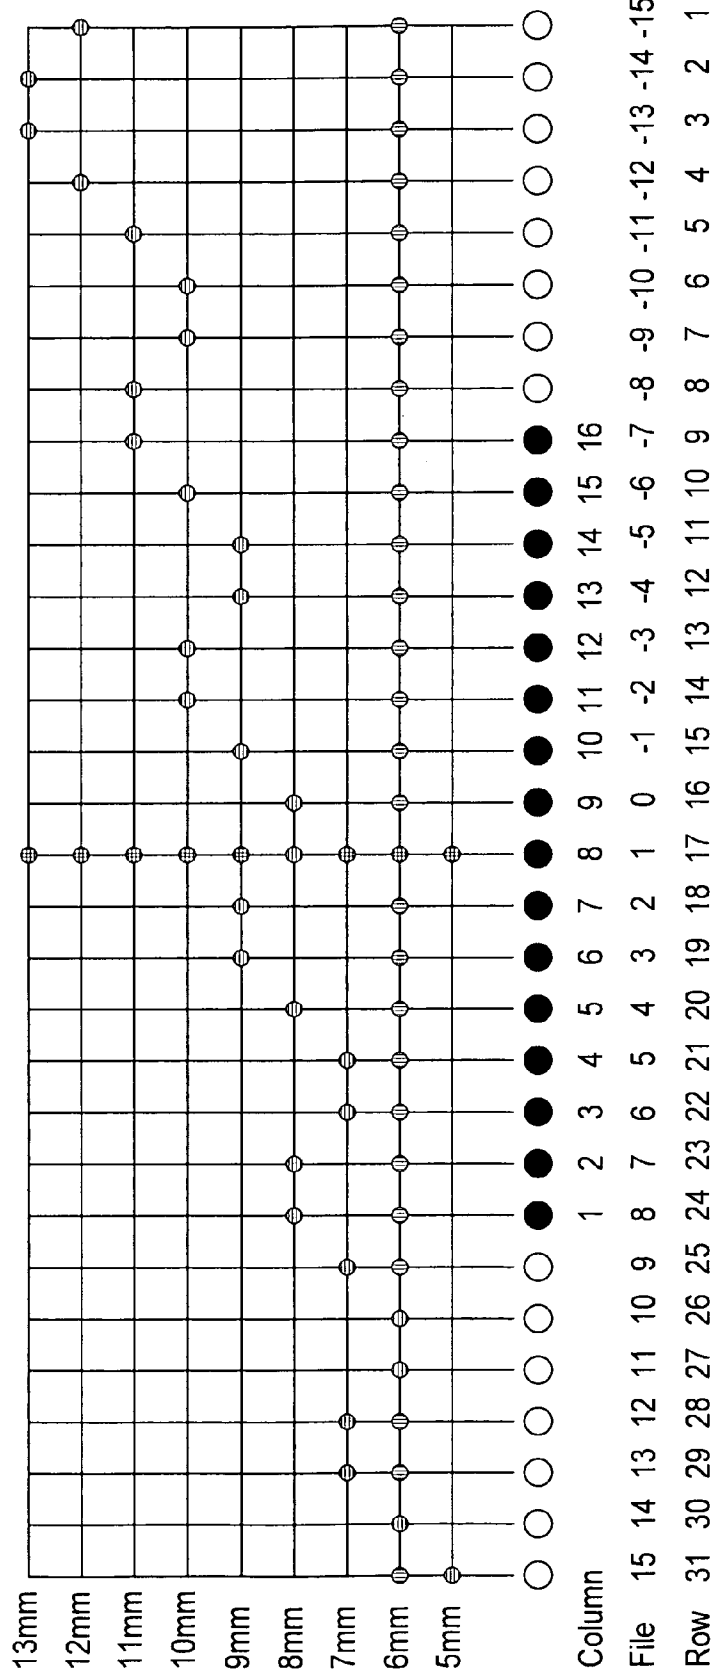 13mm
12mm
11mm
10mm
9mm
8mm
7mm
6mm
5mm
Column 1 2 3 4 5 6 7 8 9 10 11 12 13 14 15 16
File 15 14 13 12 11 10 9 8 7 6 5 4 3 2 1 0 -1 -2 -3 -4 -5 -6 -7 -8 -9 -10 -11 -12 -13 -14 -15
Row 31 30 29 28 27 26 25 24 23 22 21 20 19 18 17 16 15 14 13 12 11 10 9 8 7 6 5 4 3 2 1